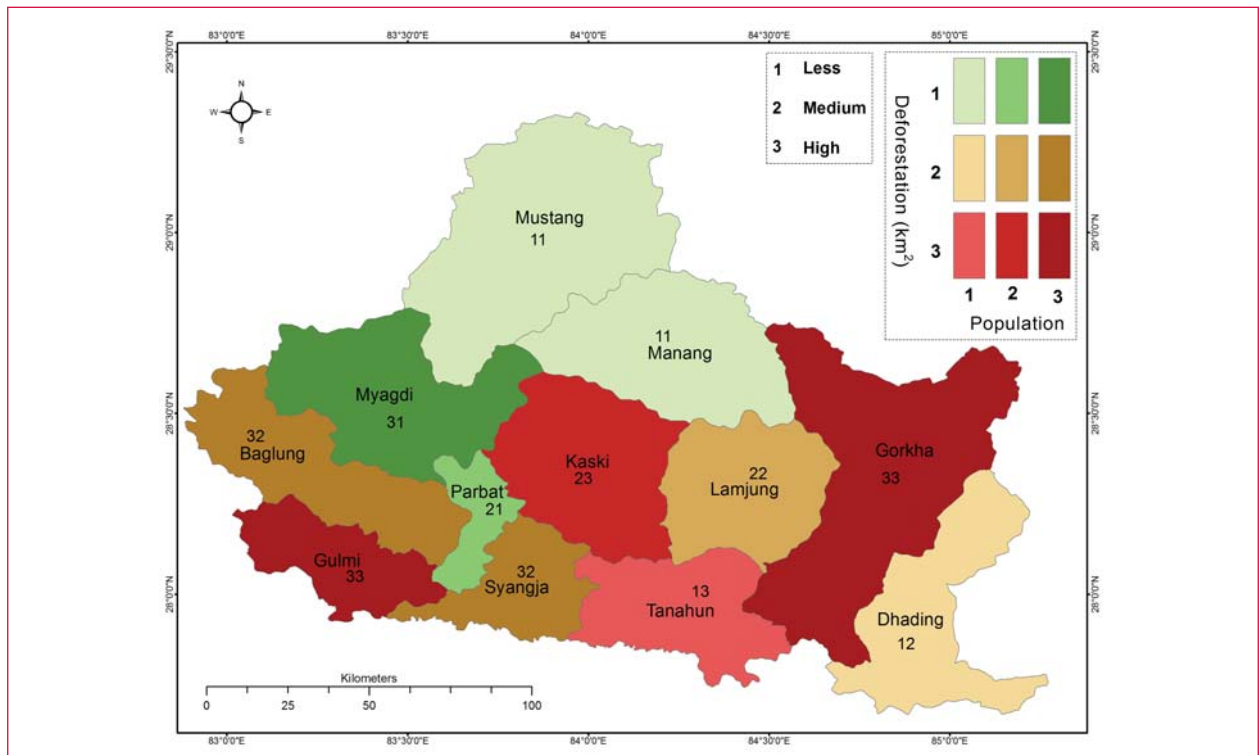 83°0'0"E
83°30'0"E
84°0'0"E
84°30'0"E
85°0'0"E
29°30'0"N
29°30'0"N
N
W
E
S
1 Less
2 Medium
3 High
Deforestation (km²)
1
2
3
1 2 3
Population
Mustang
11
29°0'0"N
29°0'0"N
11
Manang
Myagdi
31
28°30'0"N
28°30'0"N
32
Baglung
Kaski
23
22
Lamjung
Gorkha
33
Parbat
21
Gulmi
33
32
Syangja
13
Tanahun
28°0'0"N
28°0'0"N
Dhading
12
Kilometers
0 25 50 100
83°0'0"E
83°30'0"E
84°0'0"E
84°30'0"E
85°0'0"E